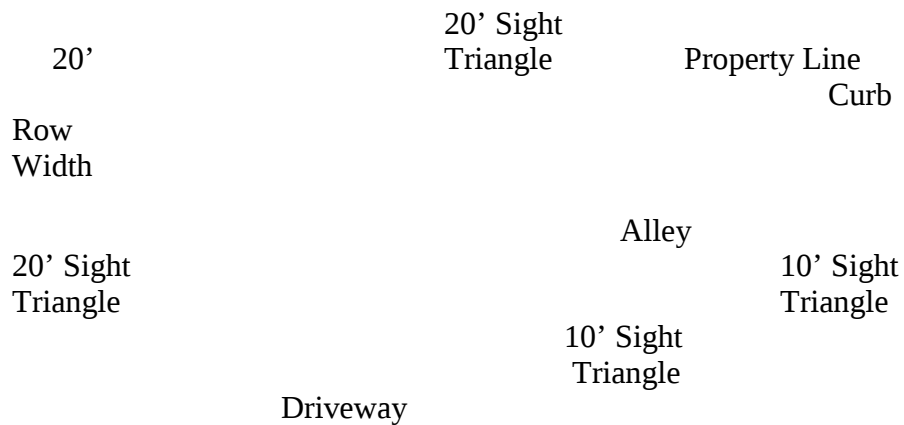 20’ Sight
20’ Triangle Property Line
Curb
Row
Width
Alley
20’ Sight 10’ Sight
Triangle Triangle
10’ Sight
Triangle
Driveway